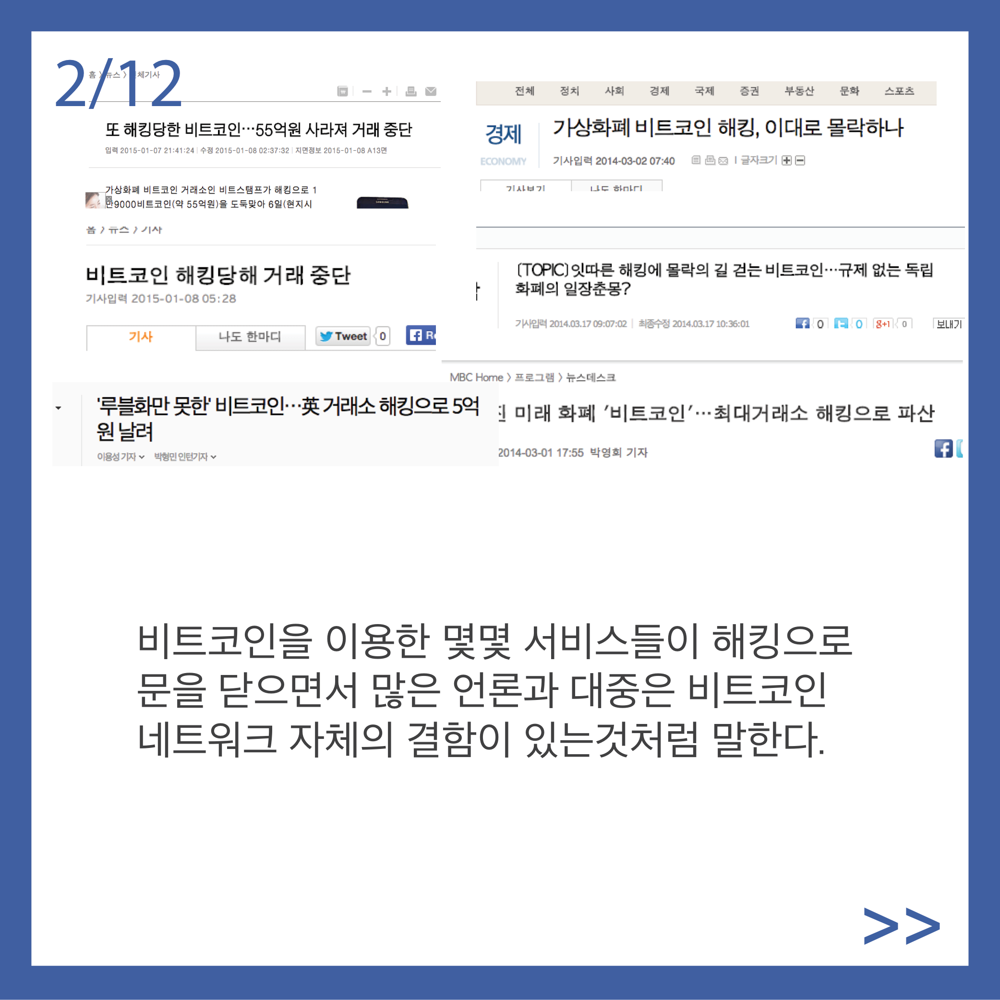 2/12
홈 〉 뉴스 〉 전체기사
또 해킹당한 비트코인…55억원 사라져 거래 중단
입력 2015-01-07 21:41:24 | 수정 2015-01-08 02:37:32 | 지면정보 2015-01-08 A13면
가상화폐 비트코인 거래소인 비트스탬프가 해킹으로 1
만9000비트코인(약 55억원)을 도둑맞아 6일(현지시
SAMSUNG
홈 〉 뉴스 〉 기사
비트코인 해킹당해 거래 중단
기사입력 2015-01-08 05:28
기사 나도 한마디 Tweet 0
'루블화만 못한' 비트코인…英 거래소 해킹으로 5억
원 날려
이용성 기자 박형민 인턴기자
전체 정치 사회 경제 국제 증권 부동산 문화 스포츠
경제
ECONOMY
가상화폐 비트코인 해킹, 이대로 몰락하나
기사입력 2014-03-02 07:40 글자크기
기사보기 나도 한마디
[TOPIC] 잇따른 해킹에 몰락의 길 걷는 비트코인…규제 없는 독립
화폐의 일장춘몽?
기사입력 2014.03.17 09:07:02 | 최종수정 2014.03.17 10:36:01 0 0 g+1 0 보내기
MBC Home 〉 프로그램 〉 뉴스데스크
미래 화폐 '비트코인'…최대거래소 해킹으로 파산
2014-03-01 17:55 박영회 기자
비트코인을 이용한 몇몇 서비스들이 해킹으로
문을 닫으면서 많은 언론과 대중은 비트코인
네트워크 자체의 결함이 있는것처럼 말한다.
>>